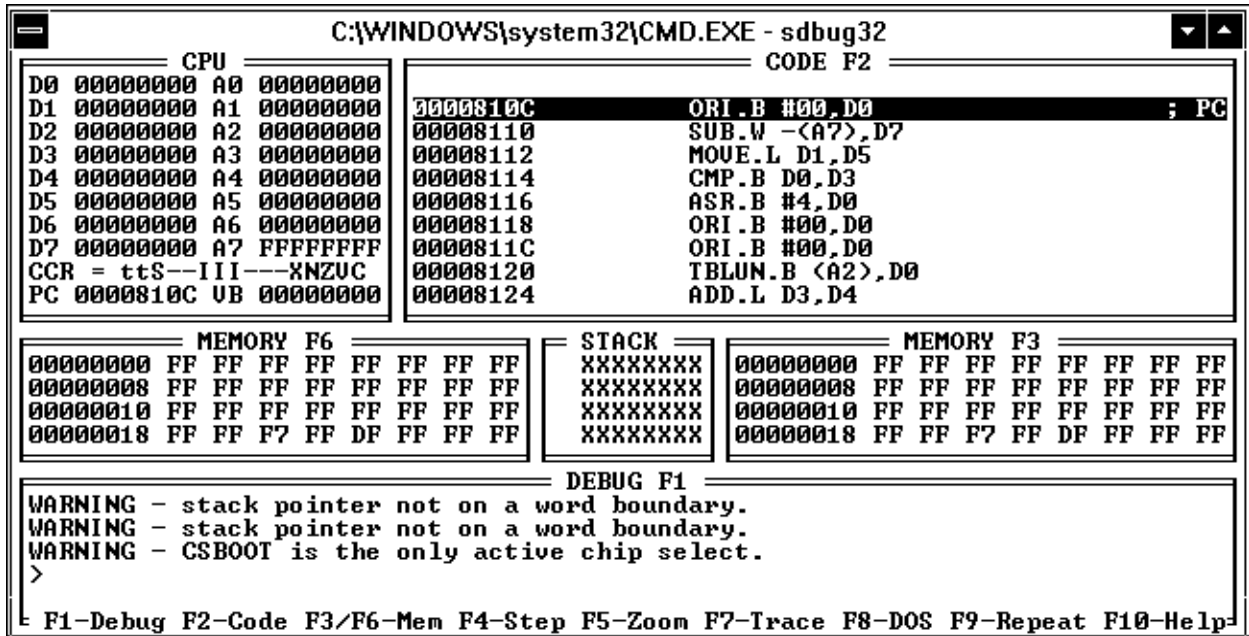 C:\WINDOWS\system32\CMD.EXE - sdbug32
CPU
D0 00000000 A0 00000000
D1 00000000 A1 00000000
D2 00000000 A2 00000000
D3 00000000 A3 00000000
D4 00000000 A4 00000000
D5 00000000 A5 00000000
D6 00000000 A6 00000000
D7 00000000 A7 FFFFFFFF
CCR = ttS--III---XNZVC
PC 0000810C VB 00000000
CODE F2
0000810C ORI.B #00,D0 ; PC
00008110 SUB.W -(A7),D7
00008112 MOVE.L D1,D5
00008114 CMP.B D0,D3
00008116 ASR.B #4,D0
00008118 ORI.B #00,D0
0000811C ORI.B #00,D0
00008120 TBLUN.B (A2),D0
00008124 ADD.L D3,D4
MEMORY F6
00000000 FF FF FF FF FF FF FF FF
00000008 FF FF FF FF FF FF FF FF
00000010 FF FF FF FF FF FF FF FF
00000018 FF FF F7 FF DF FF FF FF
STACK
XXXXXXXX
XXXXXXXX
XXXXXXXX
XXXXXXXX
MEMORY F3
00000000 FF FF FF FF FF FF FF FF
00000008 FF FF FF FF FF FF FF FF
00000010 FF FF FF FF FF FF FF FF
00000018 FF FF F7 FF DF FF FF FF
DEBUG F1
WARNING - stack pointer not on a word boundary.
WARNING - stack pointer not on a word boundary.
WARNING - CSBOOT is the only active chip select.
>
F1-Debug F2-Code F3/F6-Mem F4-Step F5-Zoom F7-Trace F8-DOS F9-Repeat F10-Help